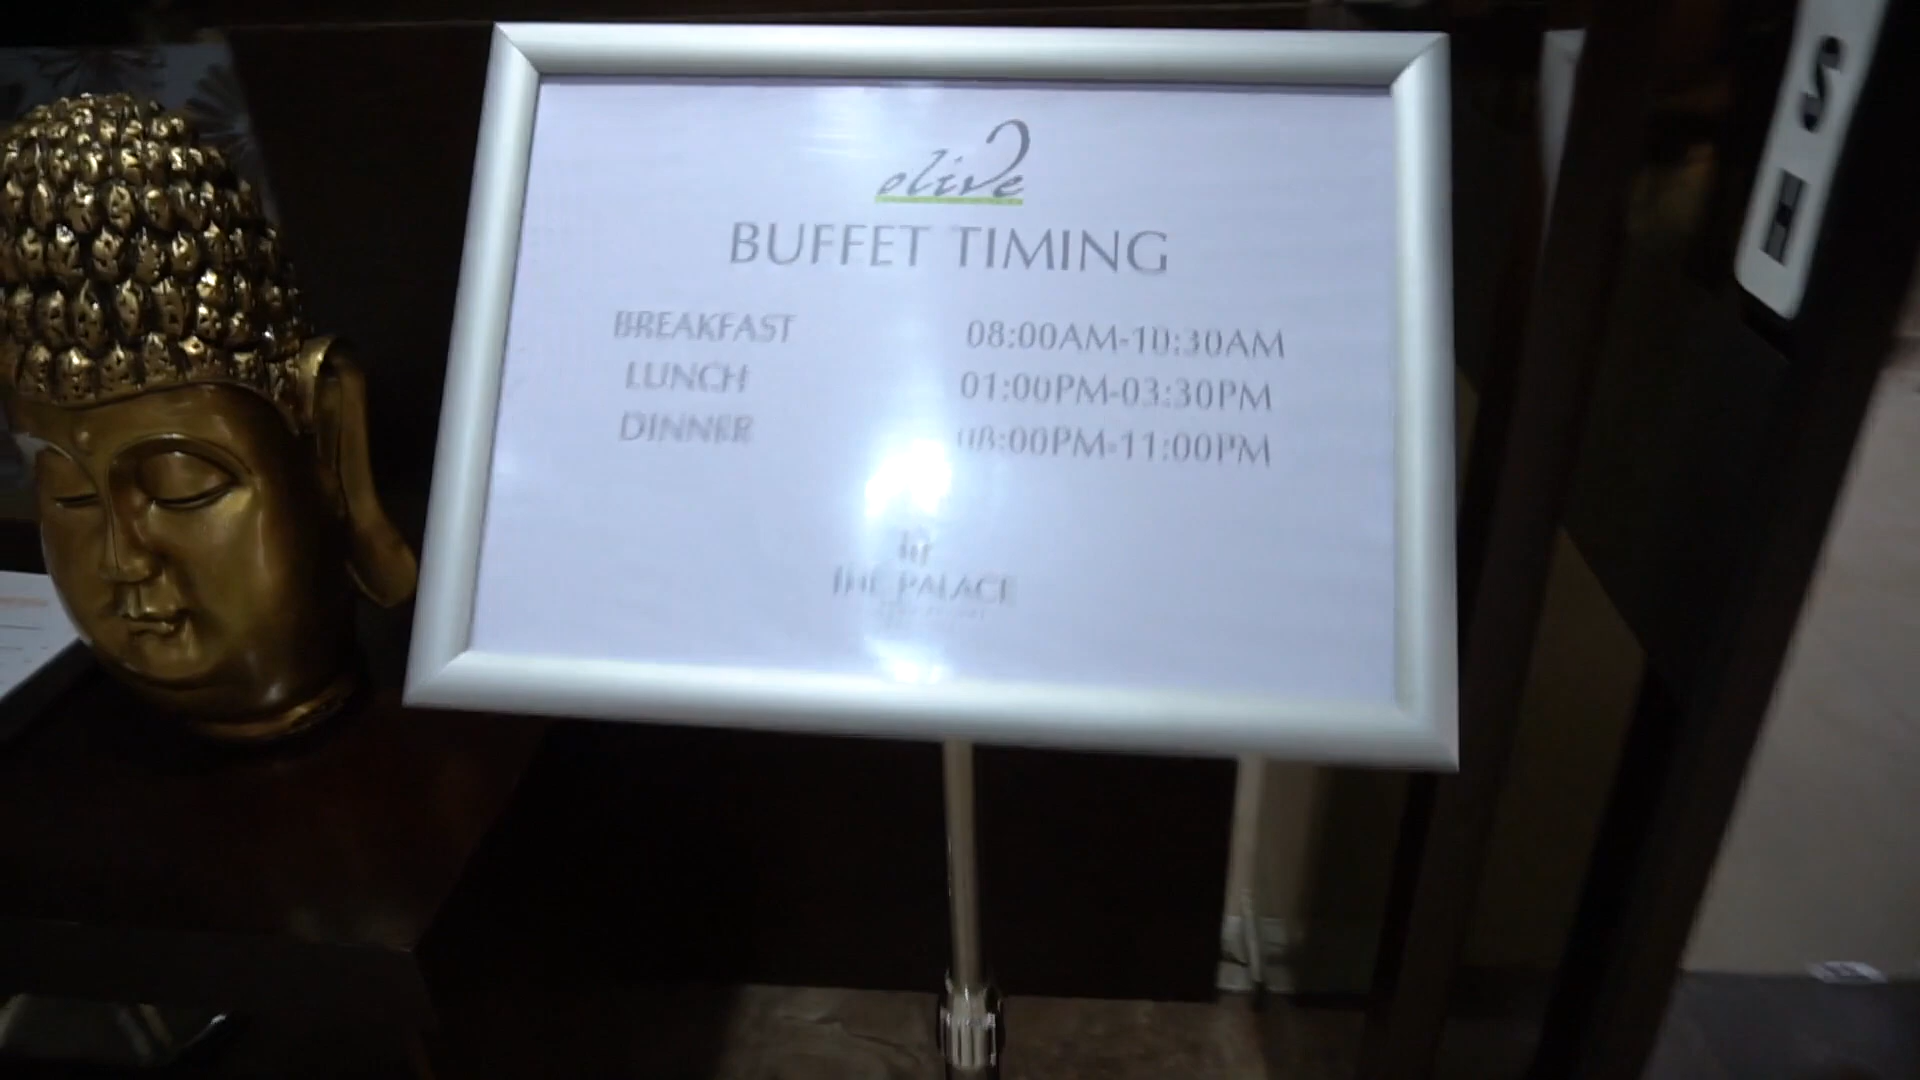 olive
BUFFET TIMING
BREAKFAST 08:00AM-10:30AM
LUNCH 01:00PM-03:30PM
DINNER 08:00PM-11:00PM
THE PALACE